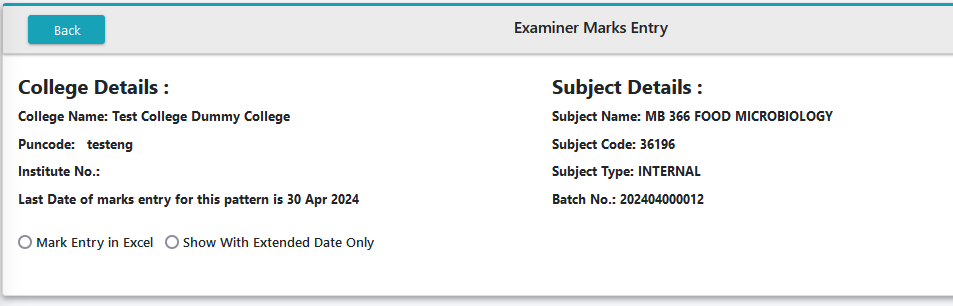 Back
Examiner Marks Entry
College Details :
College Name: Test College Dummy College
Puncode: testeng
Institute No.:
Last Date of marks entry for this pattern is 30 Apr 2024
Subject Details :
Subject Name: MB 366 FOOD MICROBIOLOGY
Subject Code: 36196
Subject Type: INTERNAL
Batch No.: 202404000012
Mark Entry in Excel
Show With Extended Date Only